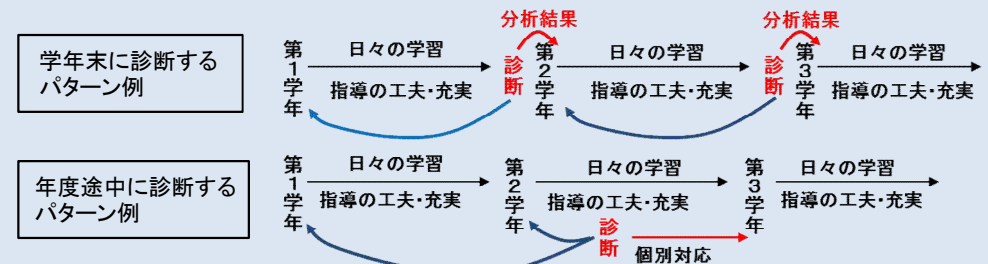 分析結果
分析結果
学年末に診断する
パターン例
第1学年
日々の学習
指導の工夫・充実
診断
第2学年
日々の学習
指導の工夫・充実
診断
第3学年
日々の学習
指導の工夫・充実
年度途中に診断する
パターン例
第1学年
日々の学習
指導の工夫・充実
第2学年
日々の学習
指導の工夫・充実
診断
個別対応
第3学年
日々の学習
指導の工夫・充実